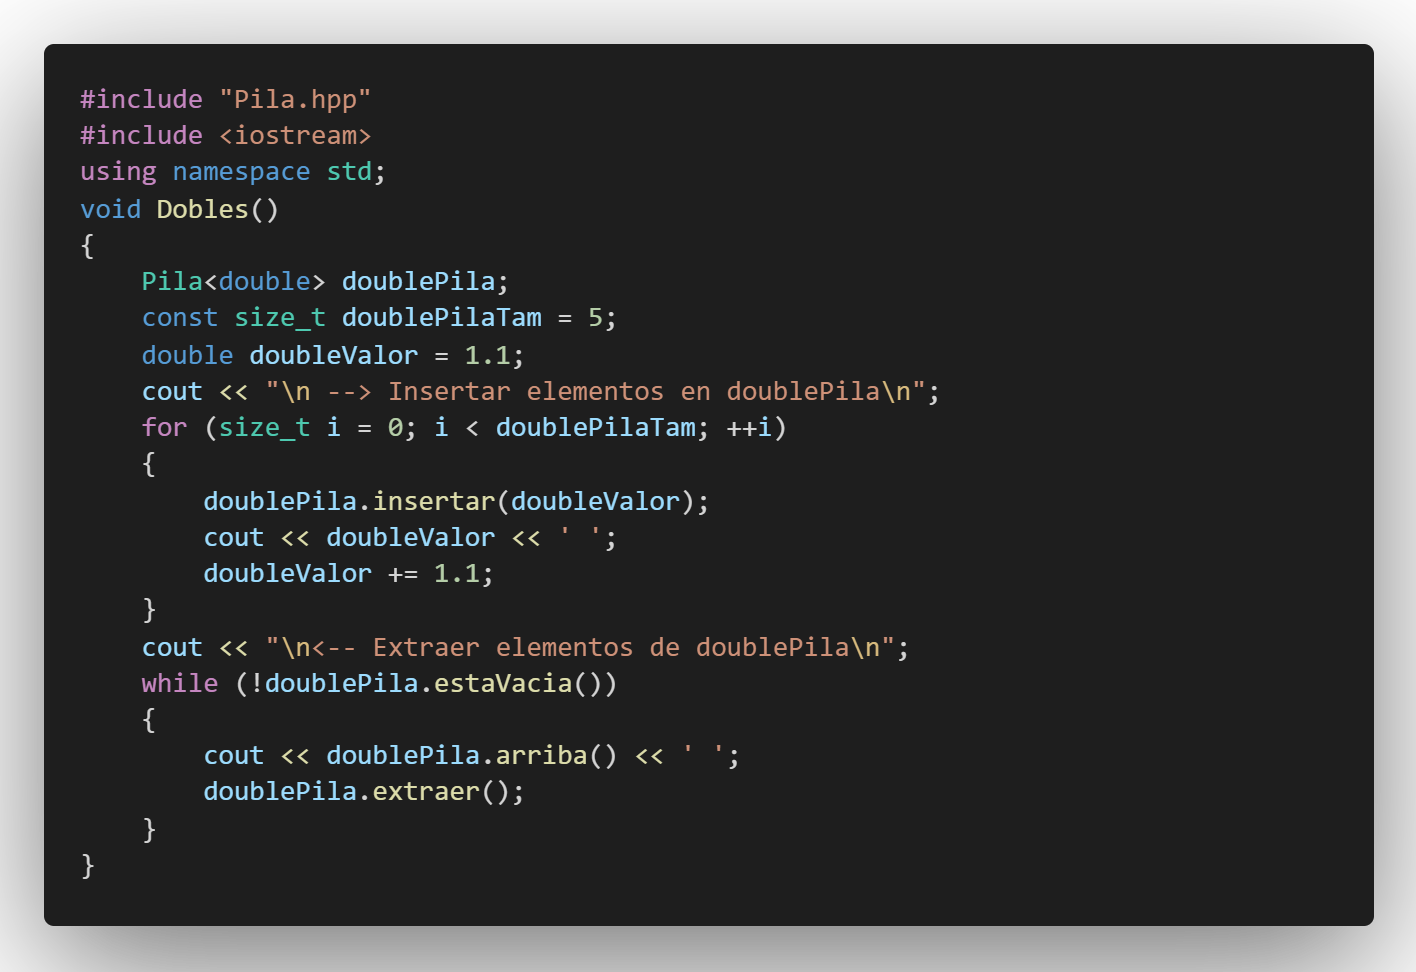 #include "Pila.hpp"
#include <iostream>
using namespace std;
void Dobles()
{
    Pila<double> doublePila;
    const size_t doublePilaTam = 5;
    double doubleValor = 1.1;
    cout << "\n --> Insertar elementos en doublePila\n";
    for (size_t i = 0; i < doublePilaTam; ++i)
    {
        doublePila.insertar(doubleValor);
        cout << doubleValor << ' ';
        doubleValor += 1.1;
    }
    cout << "\n<-- Extraer elementos de doublePila\n";
    while (!doublePila.estaVacia())
    {
        cout << doublePila.arriba() << ' ';
        doublePila.extraer();
    }
}